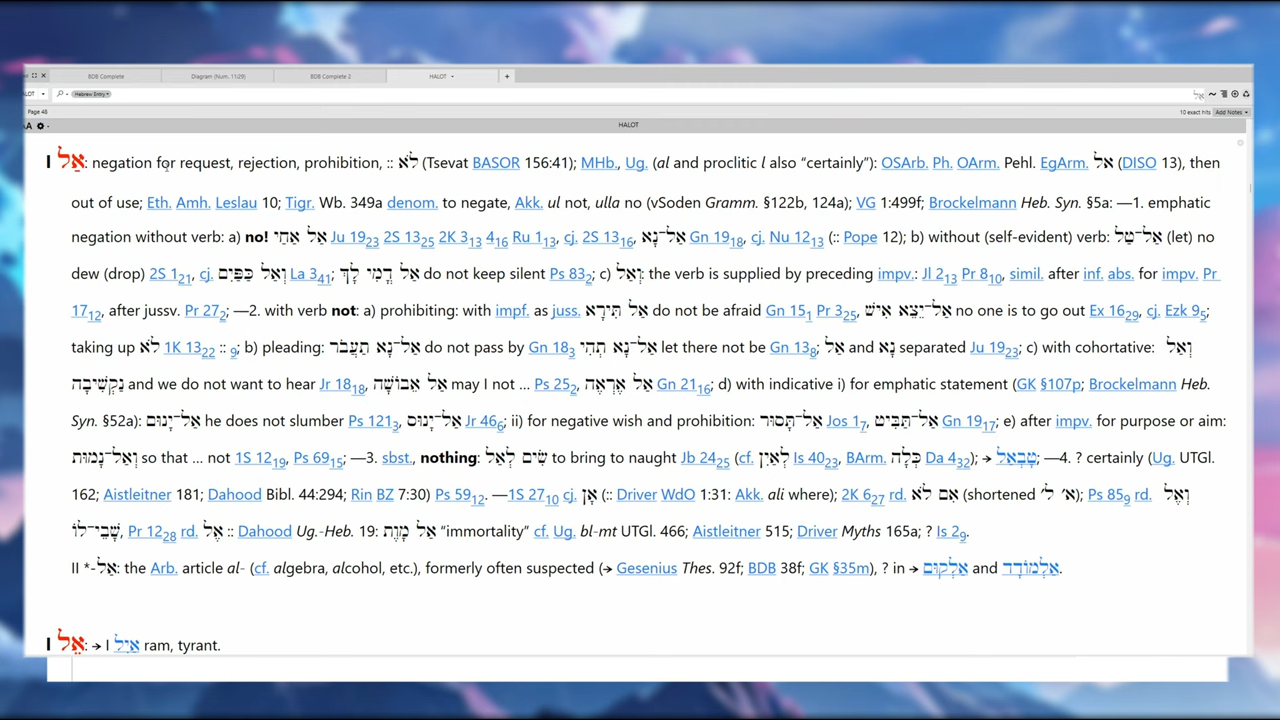 BDB Complete Diagram (Num. 11:29) BDB Complete 2 HALOT +
Hebrew Entry אל
Page 48 10 exact hits Add Notes
HALOT
I אַל: negation for request, rejection, prohibition, :: לֹא (Tsevat BASOR 156:41); MHb., Ug. (al and proclitic l also “certainly”): OSArb. Ph. OArm. Pehl. EgArm. אל (DISO 13), then
out of use; Eth. Amh. Leslau 10; Tigr. Wb. 349a denom. to negate, Akk. ul not, ulla no (vSoden Gramm. §122b, 124a); VG 1:499f; Brockelmann Heb. Syn. §5a: —1. emphatic
negation without verb: a) no! אַל אַחַי Ju 19₂₃ 2S 13₂₅ 2K 3₁₃ 4₁₆ Ru 1₁₃, cj. 2S 13₁₆, אַל־נָא Gn 19₁₈, cj. Nu 12₁₃ (:: Pope 12); b) without (self-evident) verb: אַל־טַל (let) no
dew (drop) 2S 1₂₁, cj. וְאַל כַּפַּיִם La 3₄₁; אַל דֳּמִי לָךְ do not keep silent Ps 83₂; c) וְאַל: the verb is supplied by preceding impv.: Jl 2₁₃ Pr 8₁₀, simil. after inf. abs. for impv. Pr
17₁₂, after jussv. Pr 27₂; —2. with verb not: a) prohibiting: with impf. as juss. אַל תִּירָא do not be afraid Gn 15₁ Pr 3₂₅, אַל־יֵצֵא אִישׁ no one is to go out Ex 16₂₉, cj. Ezk 9₅;
taking up לֹא 1K 13₂₂ :: ₉; b) pleading: אַל־נָא תַעֲבֹר do not pass by Gn 18₃ אַל־נָא תְהִי let there not be Gn 13₈; אַל and נָא separated Ju 19₂₃; c) with cohortative: וְאַל
נַקְשִׁיבָה and we do not want to hear Jr 18₁₈, אַל אֵבוֹשָׁה may I not … Ps 25₂, אַל אֶרְאֶה Gn 21₁₆; d) with indicative i) for emphatic statement (GK §107p; Brockelmann Heb.
Syn. §52a): אַל־יָנוּם he does not slumber Ps 121₃, אַל־יָנוּס Jr 46₆; ii) for negative wish and prohibition: אַל־תָּסוּר Jos 1₇, אַל־תַּבִּיט Gn 19₁₇; e) after impv. for purpose or aim:
וְאַל־נָמוּת so that … not 1S 12₁₉, Ps 69₁₅; —3. sbst., nothing: שִׂים לְאַל to bring to naught Jb 24₂₅ (cf. לְאַיִן Is 40₂₃, BArm. כְּלָה Da 4₃₂); → טָבְאַל; —4. ? certainly (Ug. UTGl.
162; Aistleitner 181; Dahood Bibl. 44:294; Rin BZ 7:30) Ps 59₁₂. —1S 27₁₀ cj. אָן (:: Driver WdO 1:31: Akk. ali where); 2K 6₂₇ rd. אִם לֹא (shortened א׳ ל׳); Ps 85₉ rd. וְאֶל
שָׁבֵי־לוֹ, Pr 12₂₈ rd. אֶל :: Dahood Ug.-Heb. 19: אַל מָוֶת “immortality” cf. Ug. bl-mt UTGl. 466; Aistleitner 515; Driver Myths 165a; ? Is 2₉.
II *אַל־: the Arb. article al- (cf. algebra, alcohol, etc.), formerly often suspected (→ Gesenius Thes. 92f; BDB 38f; GK §35m), ? in → אַלְקוּם and אַלְמוֹדָד.
I אֵל: → I אַיִל ram, tyrant.